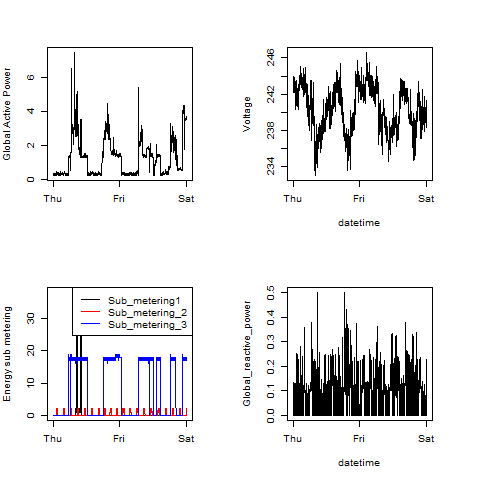 Global Active Power
0 2 4 6
Thu Fri Sat
Voltage
234 238 242 246
Thu Fri Sat
datetime
Energy sub metering
0 10 20 30
Sub_metering1
Sub_metering_2
Sub_metering_3
Thu Fri Sat
Global_reactive_power
0.0 0.1 0.2 0.3 0.4 0.5
Thu Fri Sat
datetime